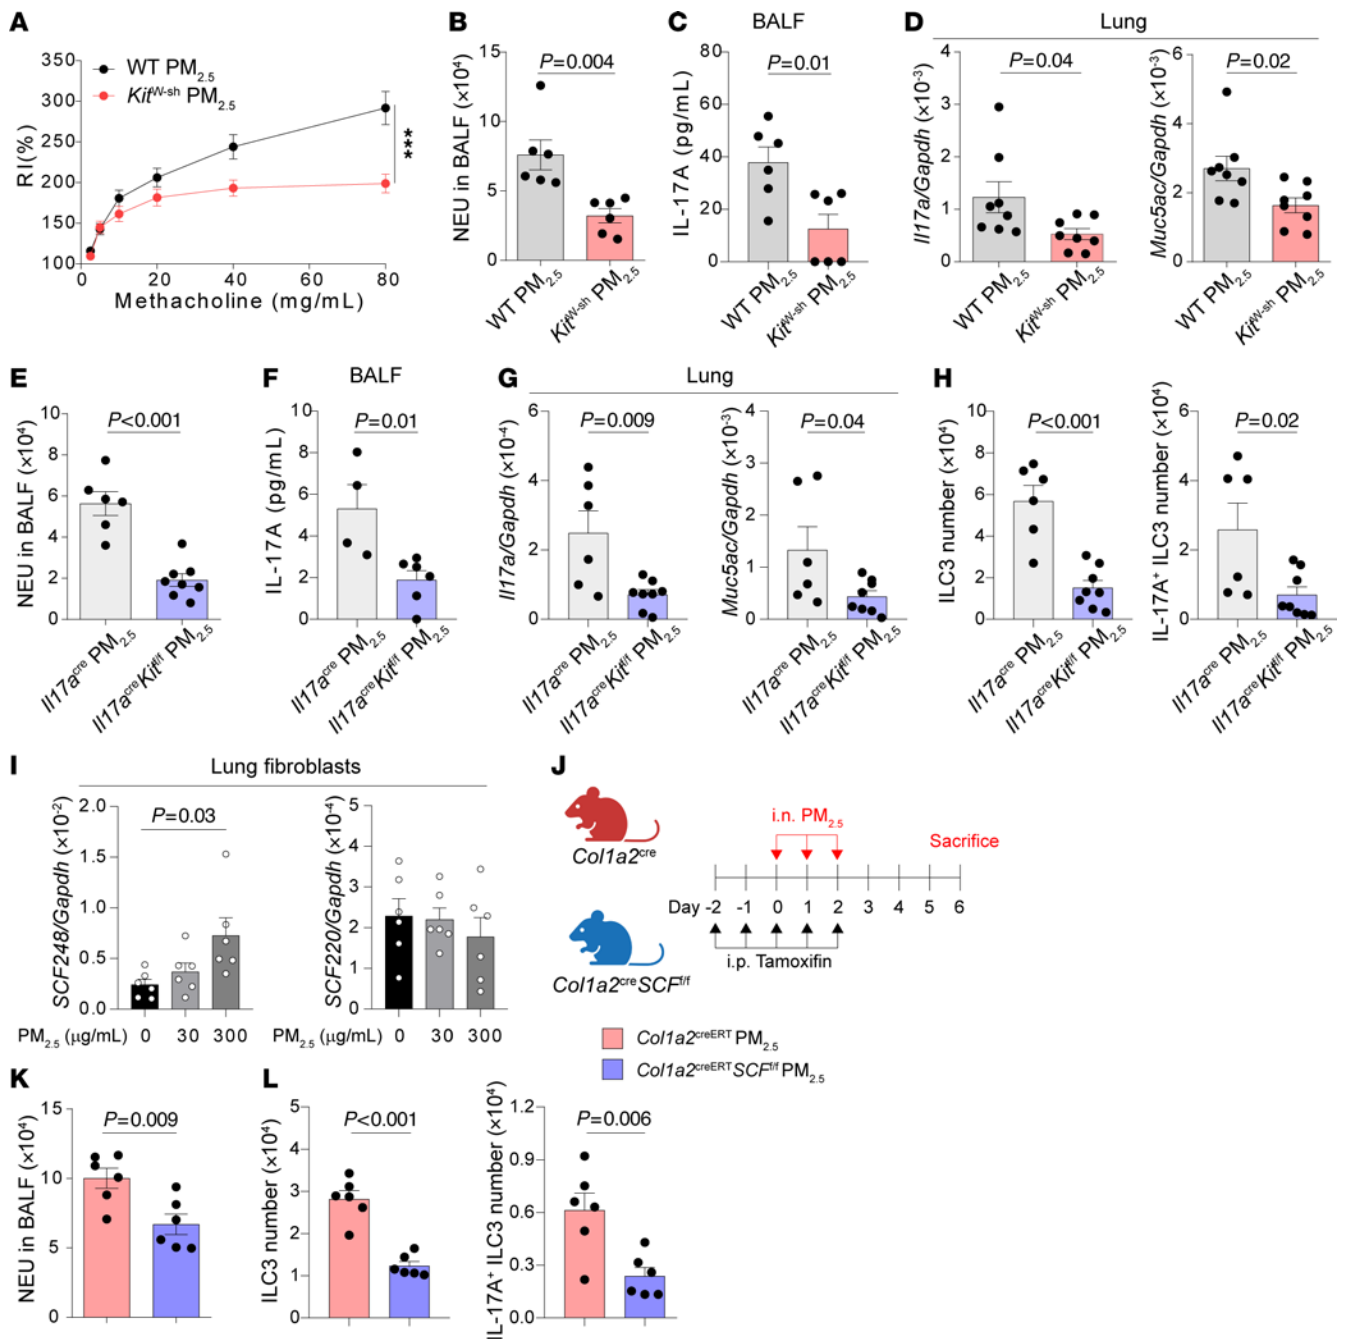 A
RI(%)
350
300
250
200
150
100
WT PM2.5
KitW-sh PM2.5
***
0
20
40
60
80
Methacholine (mg/mL)
B
NEU in BALF (×10⁴)
15
10
5
0
P=0.004
WT PM2.5
KitW-sh PM2.5
C
BALF
IL-17A (pg/mL)
80
60
40
20
0
P=0.01
WT PM2.5
KitW-sh PM2.5
D
Lung
Il17a/Gapdh (×10⁻³)
4
3
2
1
0
P=0.04
WT PM2.5
KitW-sh PM2.5
Muc5ac/Gapdh (×10⁻³)
6
4
2
0
P=0.02
WT PM2.5
KitW-sh PM2.5
E
NEU in BALF (×10⁴)
10
8
6
4
2
0
P<0.001
Il17acre PM2.5
Il17acreKitf/f PM2.5
F
BALF
IL-17A (pg/mL)
10
8
6
4
2
0
P=0.01
Il17acre PM2.5
Il17acreKitf/f PM2.5
G
Lung
Il17a/Gapdh (×10⁻⁴)
6
4
2
0
P=0.009
Il17acre PM2.5
Il17acreKitf/f PM2.5
Muc5ac/Gapdh (×10⁻³)
4
3
2
1
0
P=0.04
Il17acre PM2.5
Il17acreKitf/f PM2.5
H
ILC3 number (×10⁴)
10
8
6
4
2
0
P<0.001
Il17acre PM2.5
Il17acreKitf/f PM2.5
IL-17A⁺ ILC3 number (×10⁴)
6
4
2
0
P=0.02
Il17acre PM2.5
Il17acreKitf/f PM2.5
I
Lung fibroblasts
SCF248/Gapdh (×10⁻²)
2.0
1.5
1.0
0.5
0.0
P=0.03
PM2.5 (μg/mL) 0 30 300
SCF220/Gapdh (×10⁻⁴)
5
4
3
2
1
0
PM2.5 (μg/mL) 0 30 300
J
Col1a2cre
Col1a2creSCFf/f
i.n. PM2.5
Sacrifice
Day -2 -1 0 1 2 3 4 5 6
i.p. Tamoxifin
Col1a2creERT PM2.5
Col1a2creERTSCFf/f PM2.5
K
NEU in BALF (×10⁴)
15
10
5
0
P=0.009
L
ILC3 number (×10⁴)
5
4
3
2
1
0
P<0.001
IL-17A⁺ ILC3 number (×10⁴)
1.2
0.9
0.6
0.3
0.0
P=0.006